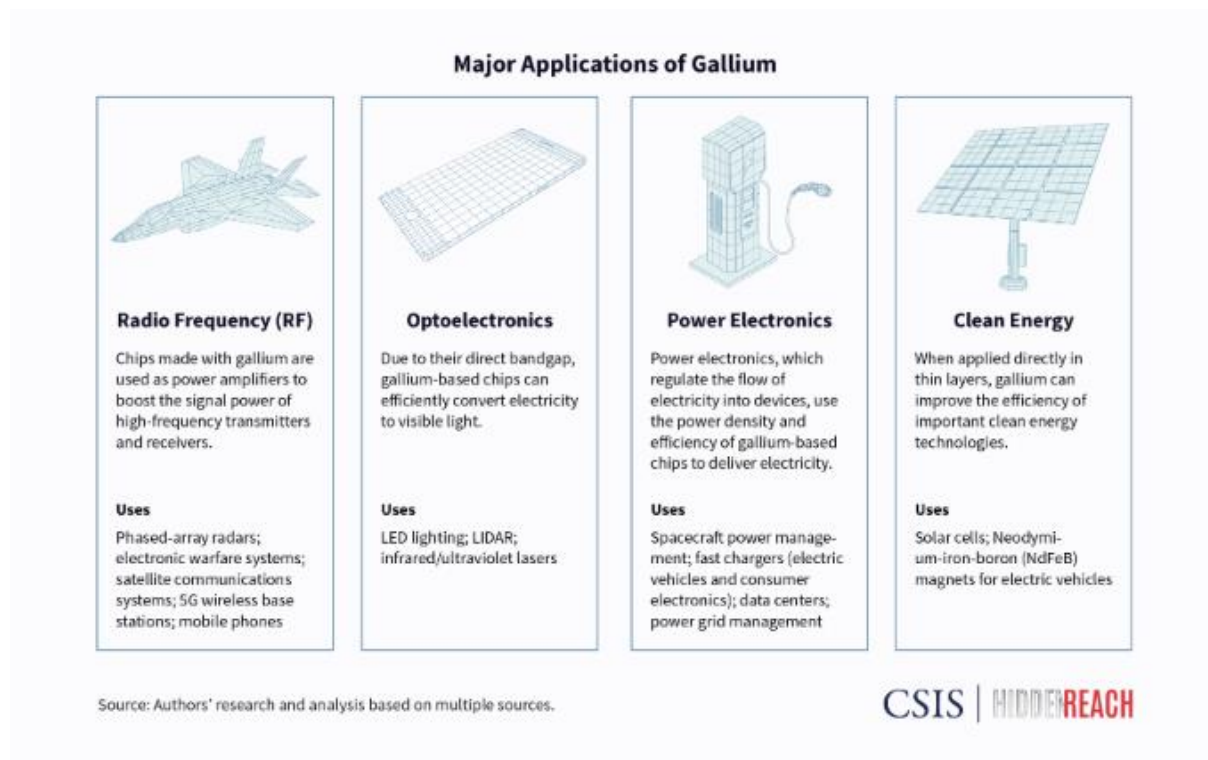 Major Applications of Gallium
Radio Frequency (RF)
Chips made with gallium are
used as power amplifiers to
boost the signal power of
high-frequency transmitters
and receivers.
Uses
Phased-array radars;
electronic warfare systems;
satellite communications
systems; 5G wireless base
stations; mobile phones
Optoelectronics
Due to their direct bandgap,
gallium-based chips can
efficiently convert electricity
to visible light.
Uses
LED lighting; LIDAR;
infrared/ultraviolet lasers
Power Electronics
Power electronics, which
regulate the flow of
electricity into devices, use
the power density and
efficiency of gallium-based
chips to deliver electricity.
Uses
Spacecraft power manage-
ment; fast chargers (electric
vehicles and consumer
electronics); data centers;
power grid management
Clean Energy
When applied directly in
thin layers, gallium can
improve the efficiency of
important clean energy
technologies.
Uses
Solar cells; Neodymi-
um-iron-boron (NdFeB)
magnets for electric vehicles
Source: Authors' research and analysis based on multiple sources.
CSIS | HIDDENREACH